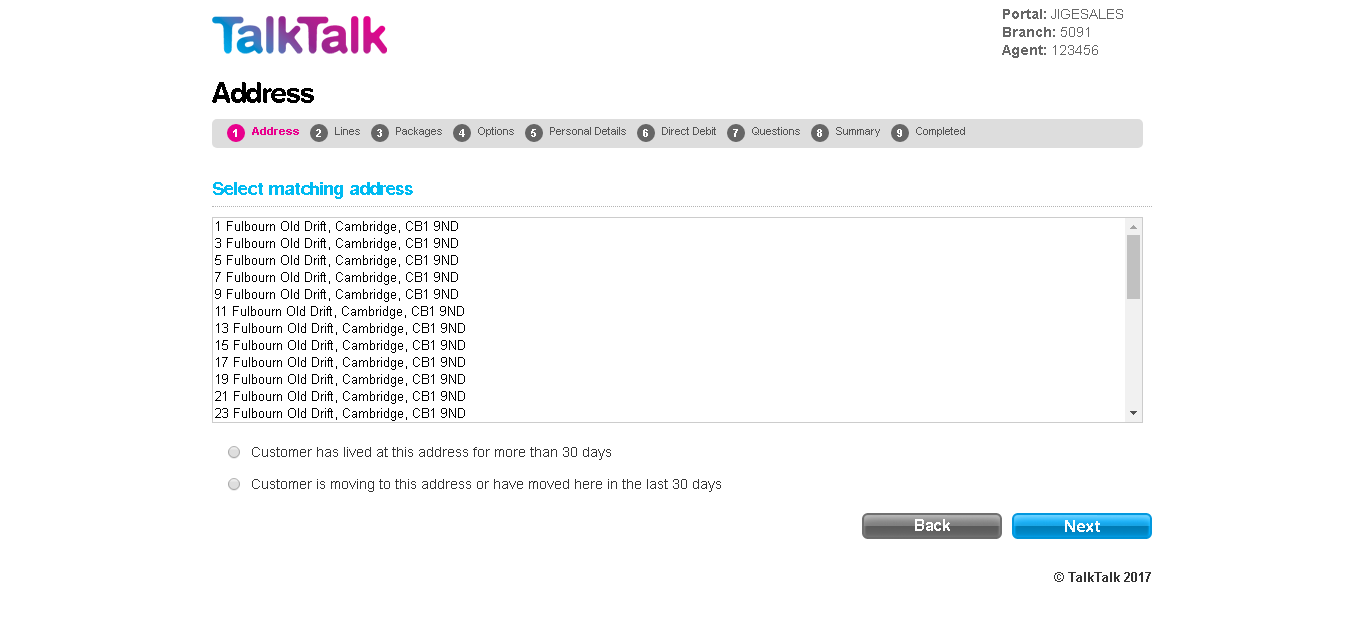 TalkTalk
Portal: JIGESALES
Branch: 5091
Agent: 123456
Address
1 Address 2 Lines 3 Packages 4 Options 5 Personal Details 6 Direct Debit 7 Questions 8 Summary 9 Completed
Select matching address
1 Fulbourn Old Drift, Cambridge, CB1 9ND
3 Fulbourn Old Drift, Cambridge, CB1 9ND
5 Fulbourn Old Drift, Cambridge, CB1 9ND
7 Fulbourn Old Drift, Cambridge, CB1 9ND
9 Fulbourn Old Drift, Cambridge, CB1 9ND
11 Fulbourn Old Drift, Cambridge, CB1 9ND
13 Fulbourn Old Drift, Cambridge, CB1 9ND
15 Fulbourn Old Drift, Cambridge, CB1 9ND
17 Fulbourn Old Drift, Cambridge, CB1 9ND
19 Fulbourn Old Drift, Cambridge, CB1 9ND
21 Fulbourn Old Drift, Cambridge, CB1 9ND
23 Fulbourn Old Drift, Cambridge, CB1 9ND
Customer has lived at this address for more than 30 days
Customer is moving to this address or have moved here in the last 30 days
Back Next
© TalkTalk 2017